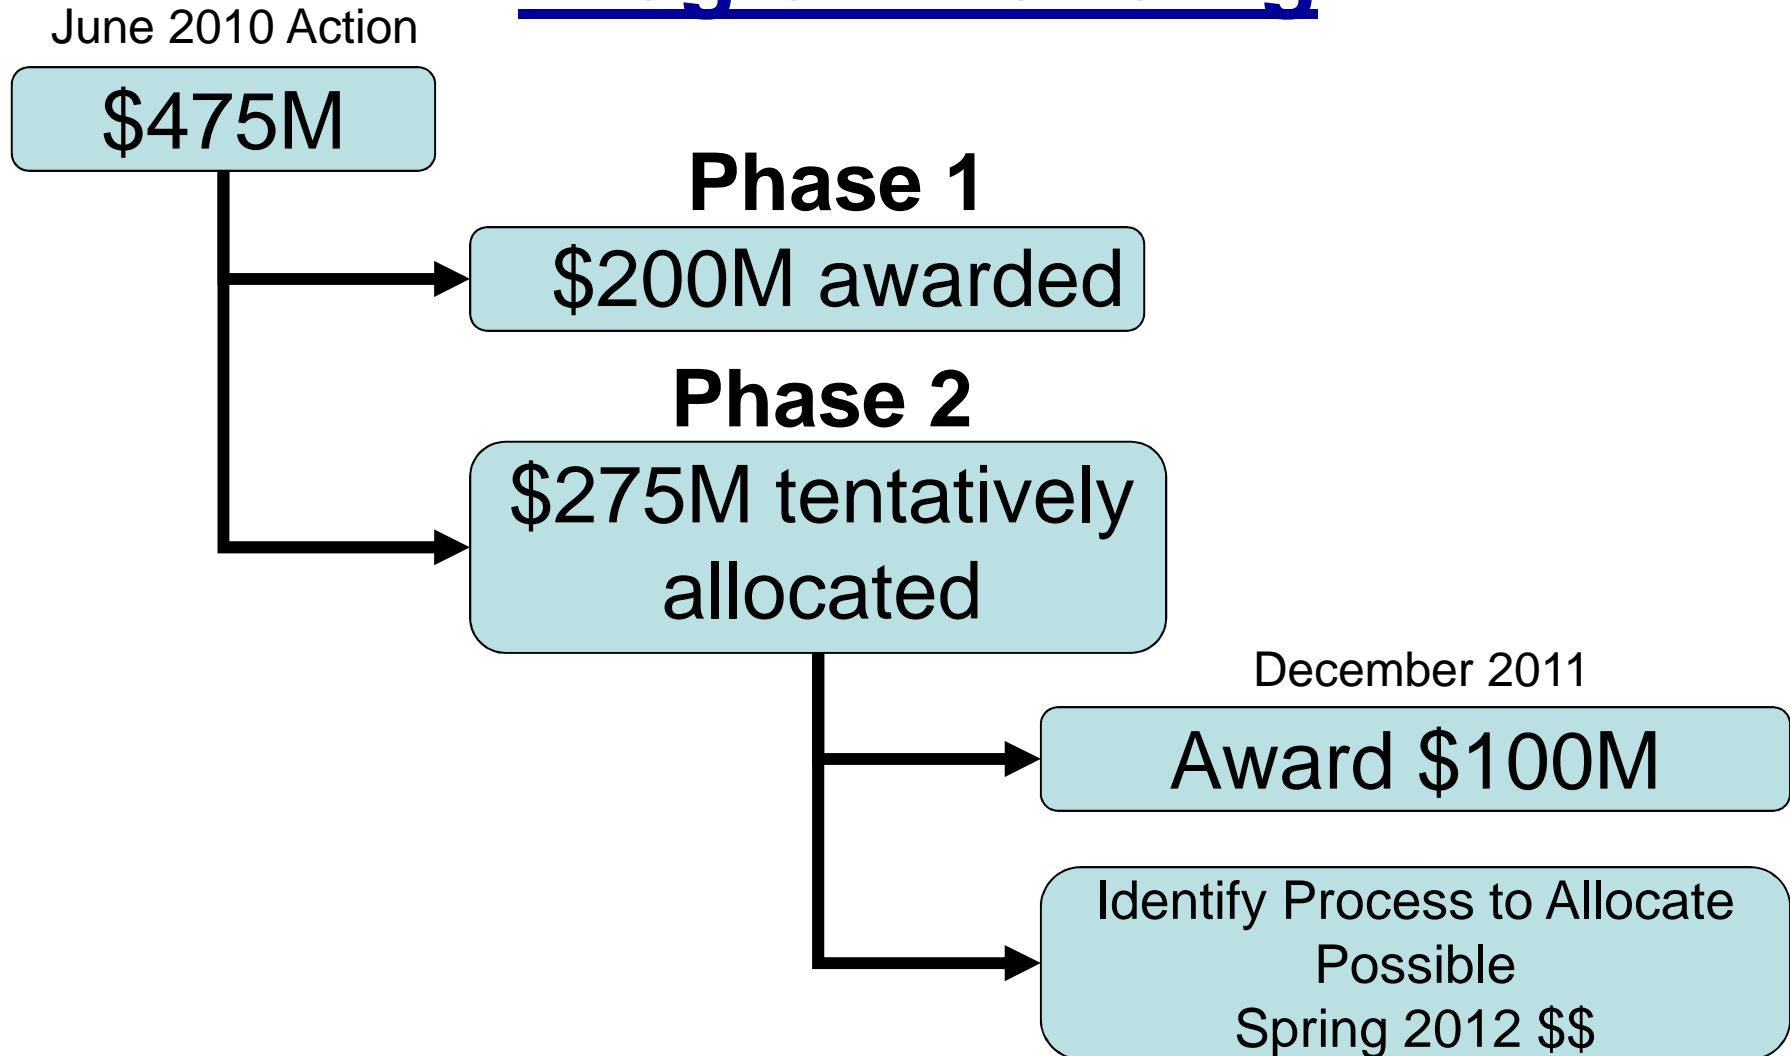 June 2010 Action
$475M
Phase 1
$200M awarded
Phase 2
$275M tentatively
allocated
December 2011
Award $100M
Identify Process to Allocate
Possible
Spring 2012 $$